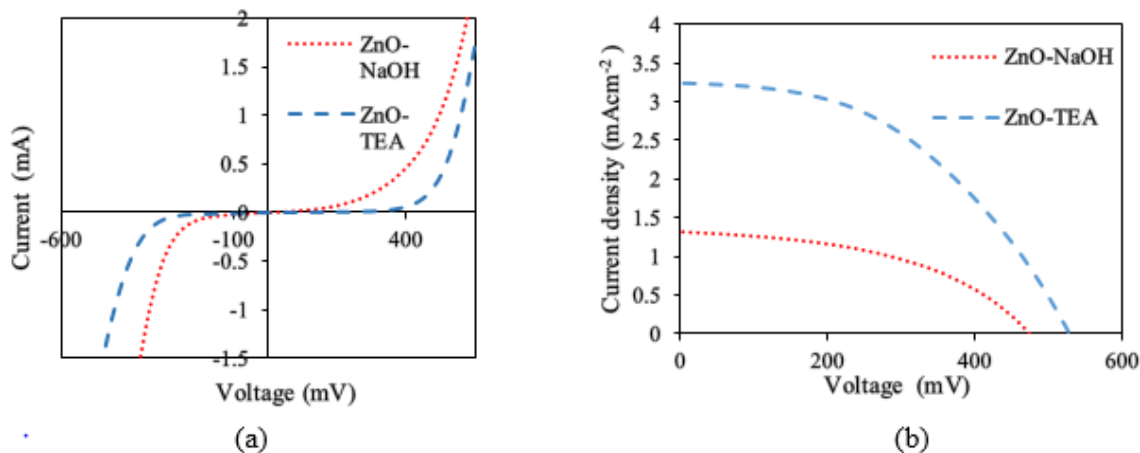 2
1.5
1
0.5
0
-0.5
-1
-1.5
-600
-100
400
ZnO-
NaOH
ZnO-
TEA
Current (mA)
Voltage (mV)
(a)
4
3.5
3
2.5
2
1.5
1
0.5
0
0
200
400
600
ZnO-NaOH
ZnO-TEA
Current density (mAcm-2 )
Voltage (mV)
(b)